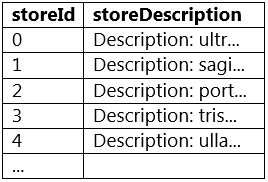 storeId storeDescription
0 Description: ultr...
1 Description: sagi...
2 Description: port...
3 Description: tris...
4 Description: ulla...
...